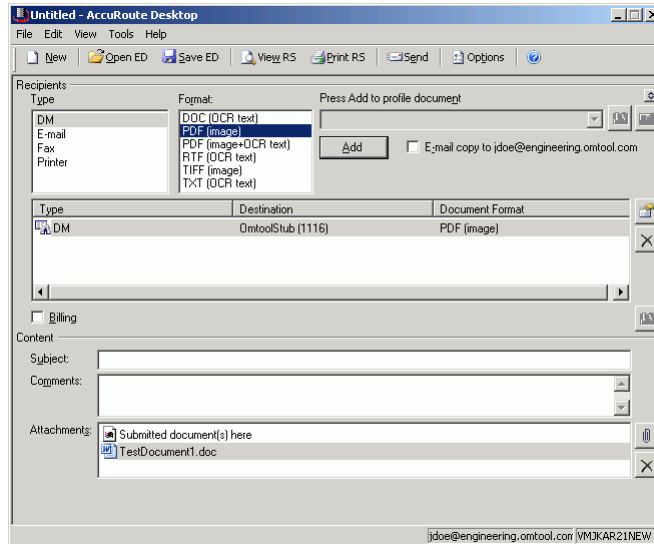 Untitled - AccuRoute Desktop
File Edit View Tools Help
New Open ED Save ED View RS Print RS Send Options
Recipients
Type Format: Press Add to profile document
DM
E-mail
Fax
Printer
DOC (OCR text)
PDF (image)
PDF (image+OCR text)
RTF (OCR text)
TIFF (image)
TXT (OCR text)
Add E-mail copy to jdoe@engineering.omtool.com
Type Destination Document Format
DM OmtoolStub (1116) PDF (image)
Billing
Content
Subject:
Comments:
Attachments:
Submitted document(s) here
TestDocument1.doc
jdoe@engineering.omtool.com VMJKAR21NEW